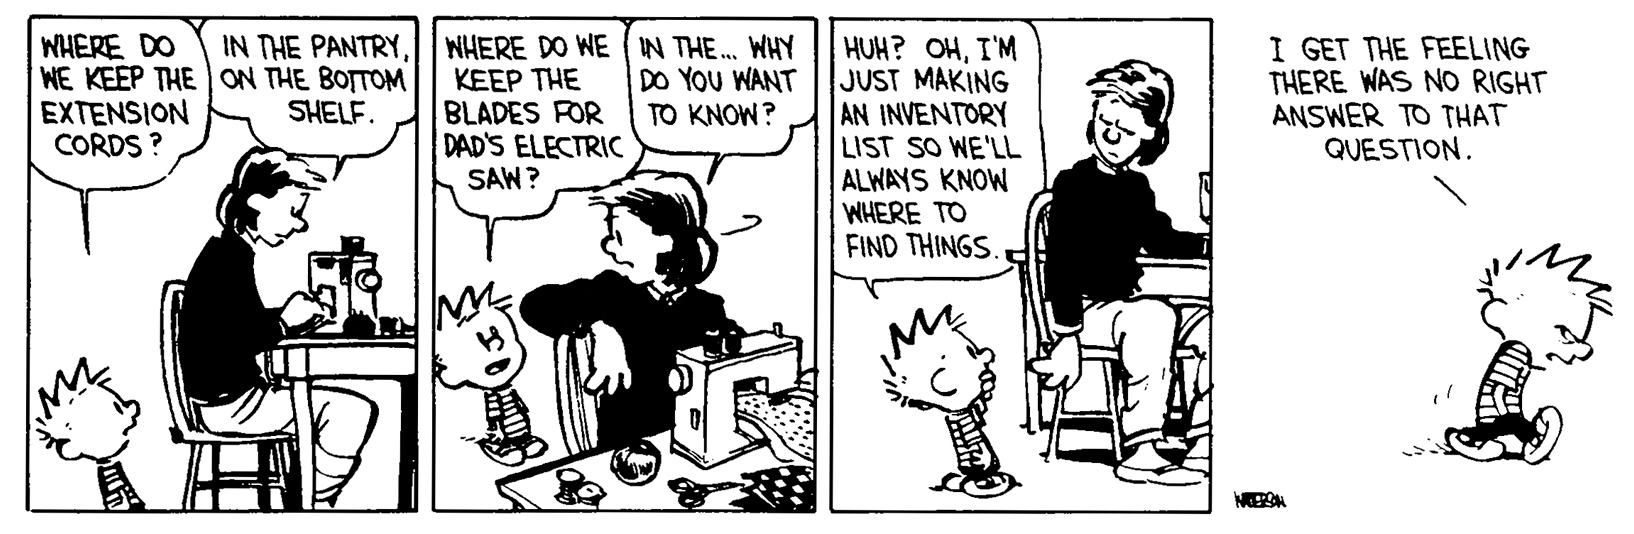 WHERE DO
WE KEEP THE
EXTENSION
CORDS?
IN THE PANTRY,
ON THE BOTTOM
SHELF.
WHERE DO WE
KEEP THE
BLADES FOR
DAD'S ELECTRIC
SAW?
IN THE... WHY
DO YOU WANT
TO KNOW?
HUH? OH, I'M
JUST MAKING
AN INVENTORY
LIST SO WE'LL
ALWAYS KNOW
WHERE TO
FIND THINGS.
I GET THE FEELING
THERE WAS NO RIGHT
ANSWER TO THAT
QUESTION.
WATTERSON